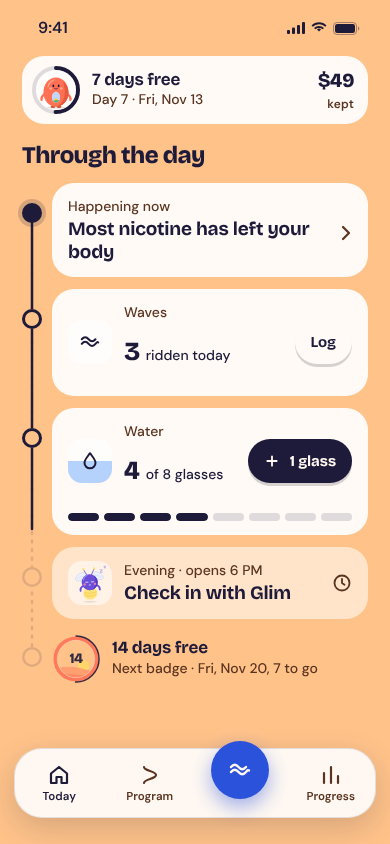 9:41
7 days free
Day 7 · Fri, Nov 13
$49
kept
Through the day
Happening now
Most nicotine has left your
body
Waves
3 ridden today
Log
Water
4 of 8 glasses
+ 1 glass
Evening · opens 6 PM
Check in with Glim
14
14 days free
Next badge · Fri, Nov 20, 7 to go
Today
Program
Progress